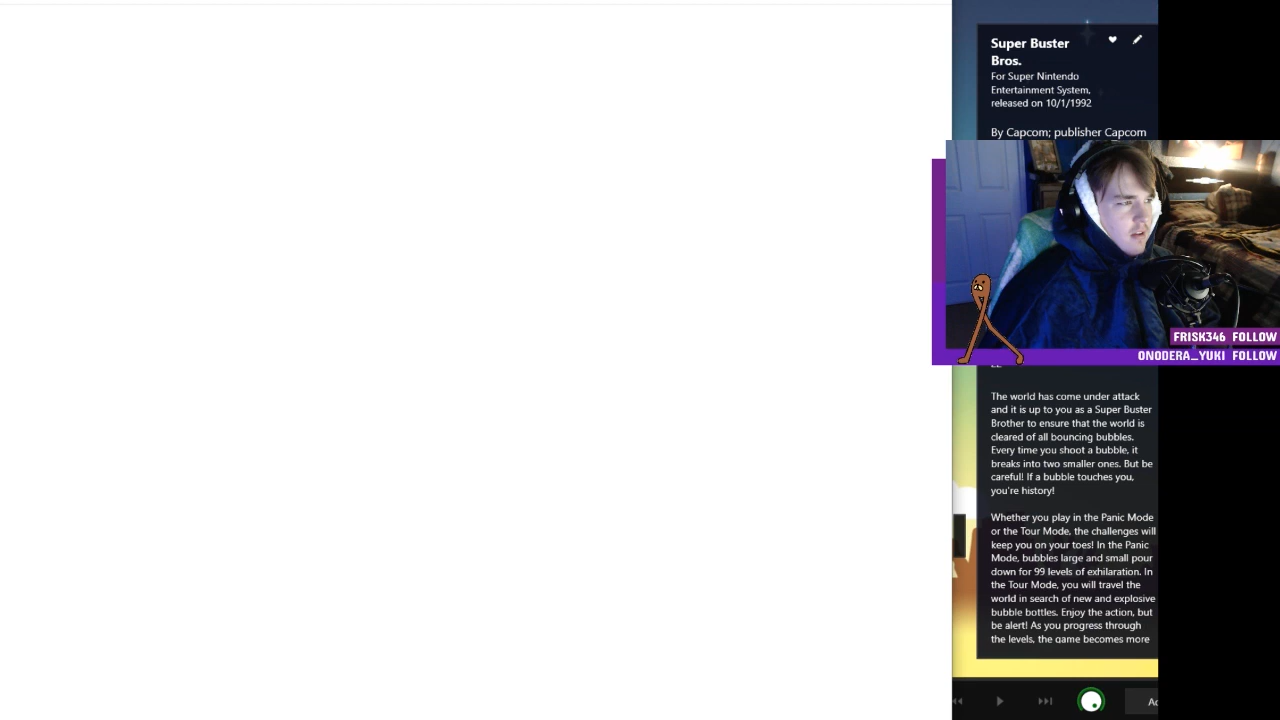 Super Buster
Bros.
For Super Nintendo
Entertainment System,
released on 10/1/1992
By Capcom; publisher Capcom
FRISK346 FOLLOW
ONODERA_YUKI FOLLOW
The world has come under attack
and it is up to you as a Super Buster
Brother to ensure that the world is
cleared of all bouncing bubbles.
Every time you shoot a bubble, it
breaks into two smaller ones. But be
careful! If a bubble touches you,
you're history!
Whether you play in the Panic Mode
or the Tour Mode, the challenges will
keep you on your toes! In the Panic
Mode, bubbles large and small pour
down for 99 levels of exhilaration. In
the Tour Mode, you will travel the
world in search of new and explosive
bubble bottles. Enjoy the action, but
be alert! As you progress through
the levels, the game becomes more